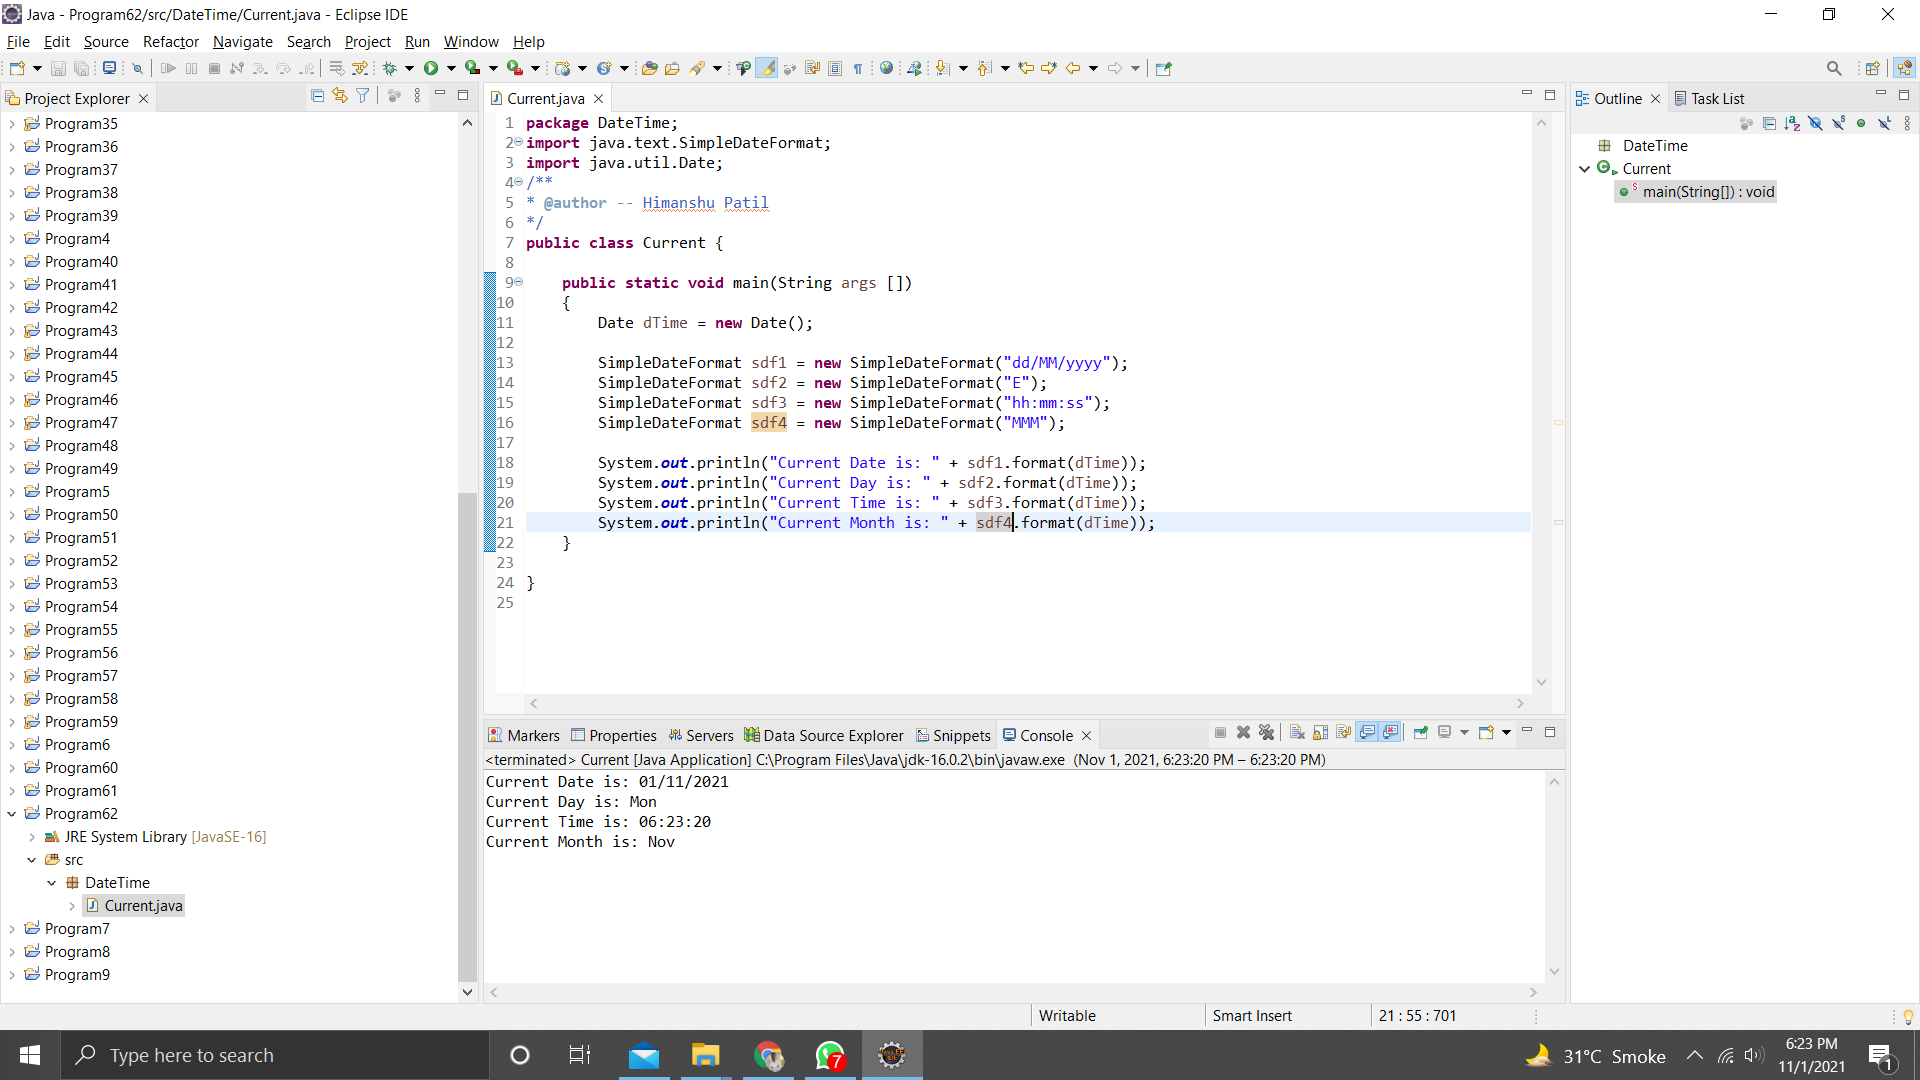 Java - Program62/src/DateTime/Current.java - Eclipse IDE
File Edit Source Refactor Navigate Search Project Run Window Help
Project Explorer
Program35
Program36
Program37
Program38
Program39
Program4
Program40
Program41
Program42
Program43
Program44
Program45
Program46
Program47
Program48
Program49
Program5
Program50
Program51
Program52
Program53
Program54
Program55
Program56
Program57
Program58
Program59
Program6
Program60
Program61
Program62
JRE System Library [JavaSE-16]
src
DateTime
Current.java
Program7
Program8
Program9
Current.java
1 package DateTime;
2 import java.text.SimpleDateFormat;
3 import java.util.Date;
4 /**
5 * @author -- Himanshu Patil
6 */
7 public class Current {
8
9 public static void main(String args [])
10 {
11 Date dTime = new Date();
12
13 SimpleDateFormat sdf1 = new SimpleDateFormat("dd/MM/yyyy");
14 SimpleDateFormat sdf2 = new SimpleDateFormat("E");
15 SimpleDateFormat sdf3 = new SimpleDateFormat("hh:mm:ss");
16 SimpleDateFormat sdf4 = new SimpleDateFormat("MMM");
17
18 System.out.println("Current Date is: " + sdf1.format(dTime));
19 System.out.println("Current Day is: " + sdf2.format(dTime));
20 System.out.println("Current Time is: " + sdf3.format(dTime));
21 System.out.println("Current Month is: " + sdf4.format(dTime));
22 }
23
24 }
25
Outline Task List
DateTime
Current
main(String[]) : void
Markers Properties Servers Data Source Explorer Snippets Console
<terminated> Current [Java Application] C:\Program Files\Java\jdk-16.0.2\bin\javaw.exe (Nov 1, 2021, 6:23:20 PM – 6:23:20 PM)
Current Date is: 01/11/2021
Current Day is: Mon
Current Time is: 06:23:20
Current Month is: Nov
Writable Smart Insert 21 : 55 : 701
Type here to search
7
31°C Smoke
6:23 PM
11/1/2021
1